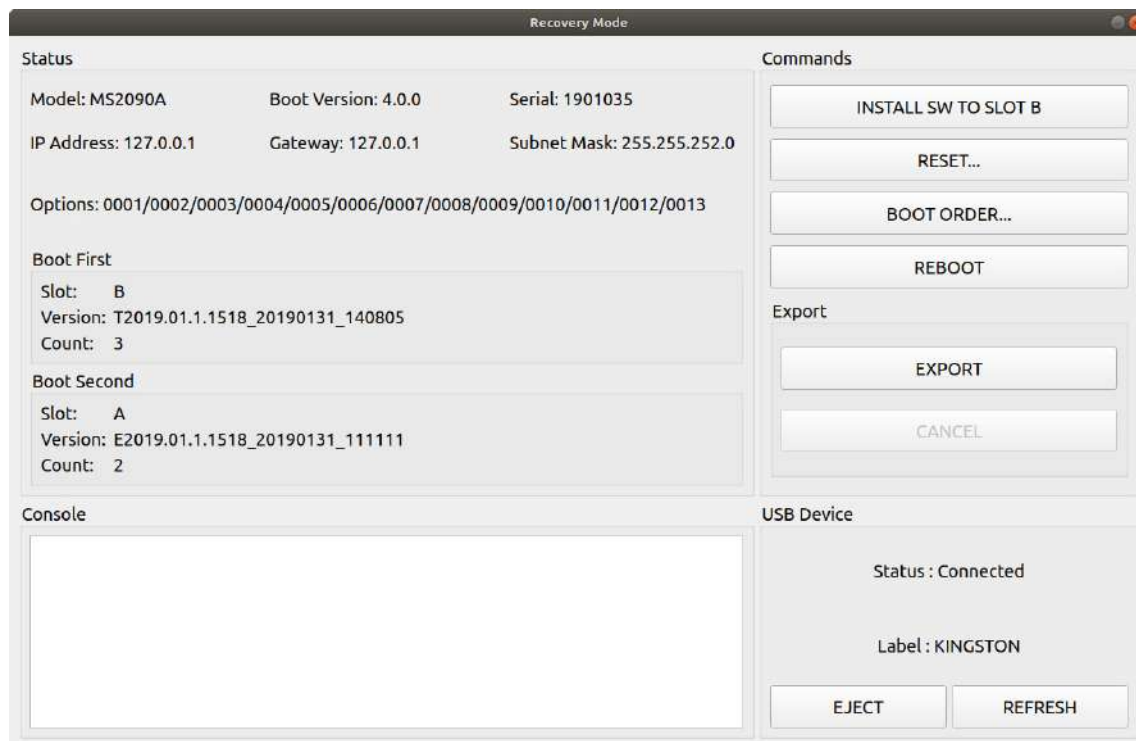 Recovery Mode
Status
Model: MS2090A Boot Version: 4.0.0 Serial: 1901035
IP Address: 127.0.0.1 Gateway: 127.0.0.1 Subnet Mask: 255.255.252.0
Options: 0001/0002/0003/0004/0005/0006/0007/0008/0009/0010/0011/0012/0013
Boot First
Slot: B
Version: T2019.01.1.1518_20190131_140805
Count: 3
Boot Second
Slot: A
Version: E2019.01.1.1518_20190131_111111
Count: 2
Commands
INSTALL SW TO SLOT B
RESET...
BOOT ORDER...
REBOOT
Export
EXPORT
CANCEL
Console
USB Device
Status : Connected
Label : KINGSTON
EJECT REFRESH